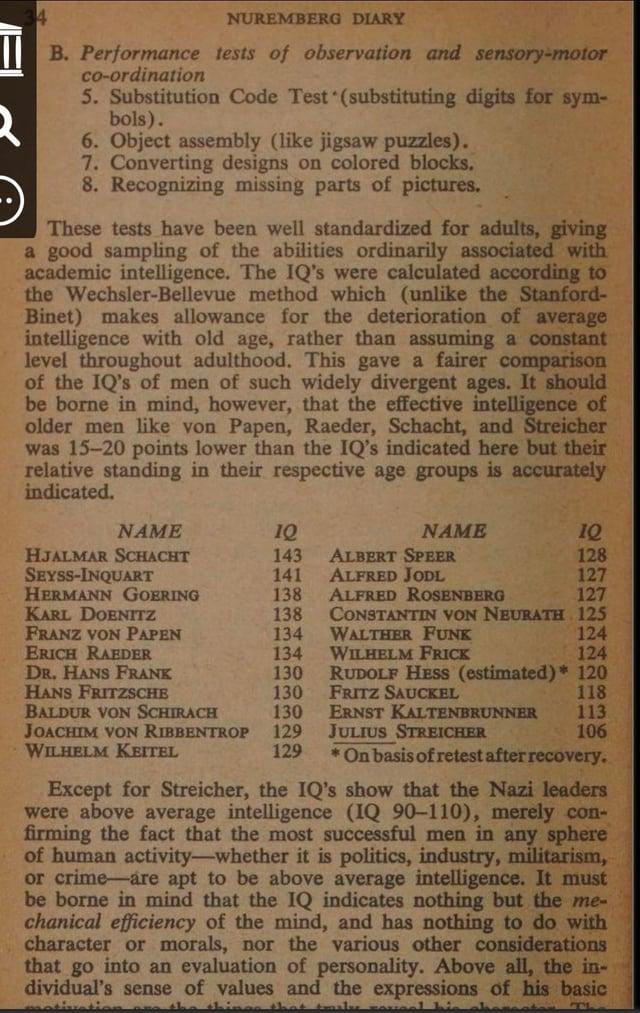 34
NUREMBERG DIARY
B. Performance tests of observation and sensory-motor
co-ordination
5. Substitution Code Test (substituting digits for sym-
bols).
6. Object assembly (like jigsaw puzzles).
7. Converting designs on colored blocks.
8. Recognizing missing parts of pictures.
These tests have been well standardized for adults, giving
a good sampling of the abilities ordinarily associated with
academic intelligence. The IQ's were calculated according to
the Wechsler-Bellevue method which (unlike the Stanford-
Binet) makes allowance for the deterioration of average
intelligence with old age, rather than assuming a constant
level throughout adulthood. This gave a fairer comparison
of the IQ's of men of such widely divergent ages. It should
be borne in mind, however, that the effective intelligence of
older men like von Papen, Raeder, Schacht, and Streicher
was 15–20 points lower than the IQ's indicated here but their
relative standing in their respective age groups is accurately
indicated.
NAME IQ NAME IQ
HJALMAR SCHACHT 143 ALBERT SPEER 128
SEYSS-INQUART 141 ALFRED JODL 127
HERMANN GOERING 138 ALFRED ROSENBERG 127
KARL DOENITZ 138 CONSTANTIN VON NEURATH 125
FRANZ VON PAPEN 134 WALTHER FUNK 124
ERICH RAEDER 134 WILHELM FRICK 124
DR. HANS FRANK 130 RUDOLF HESS (estimated)* 120
HANS FRITZSCHE 130 FRITZ SAUCKEL 118
BALDUR VON SCHIRACH 130 ERNST KALTENBRUNNER 113
JOACHIM VON RIBBENTROP 129 JULIUS STREICHER 106
WILHELM KEITEL 129 * On basis of retest after recovery.
Except for Streicher, the IQ's show that the Nazi leaders
were above average intelligence (IQ 90–110), merely con-
firming the fact that the most successful men in any sphere
of human activity—whether it is politics, industry, militarism,
or crime—are apt to be above average intelligence. It must
be borne in mind that the IQ indicates nothing but the me-
chanical efficiency of the mind, and has nothing to do with
character or morals, nor the various other considerations
that go into an evaluation of personality. Above all, the in-
dividual's sense of values and the expressions of his basic
motivation are the things that truly reveal his character. The